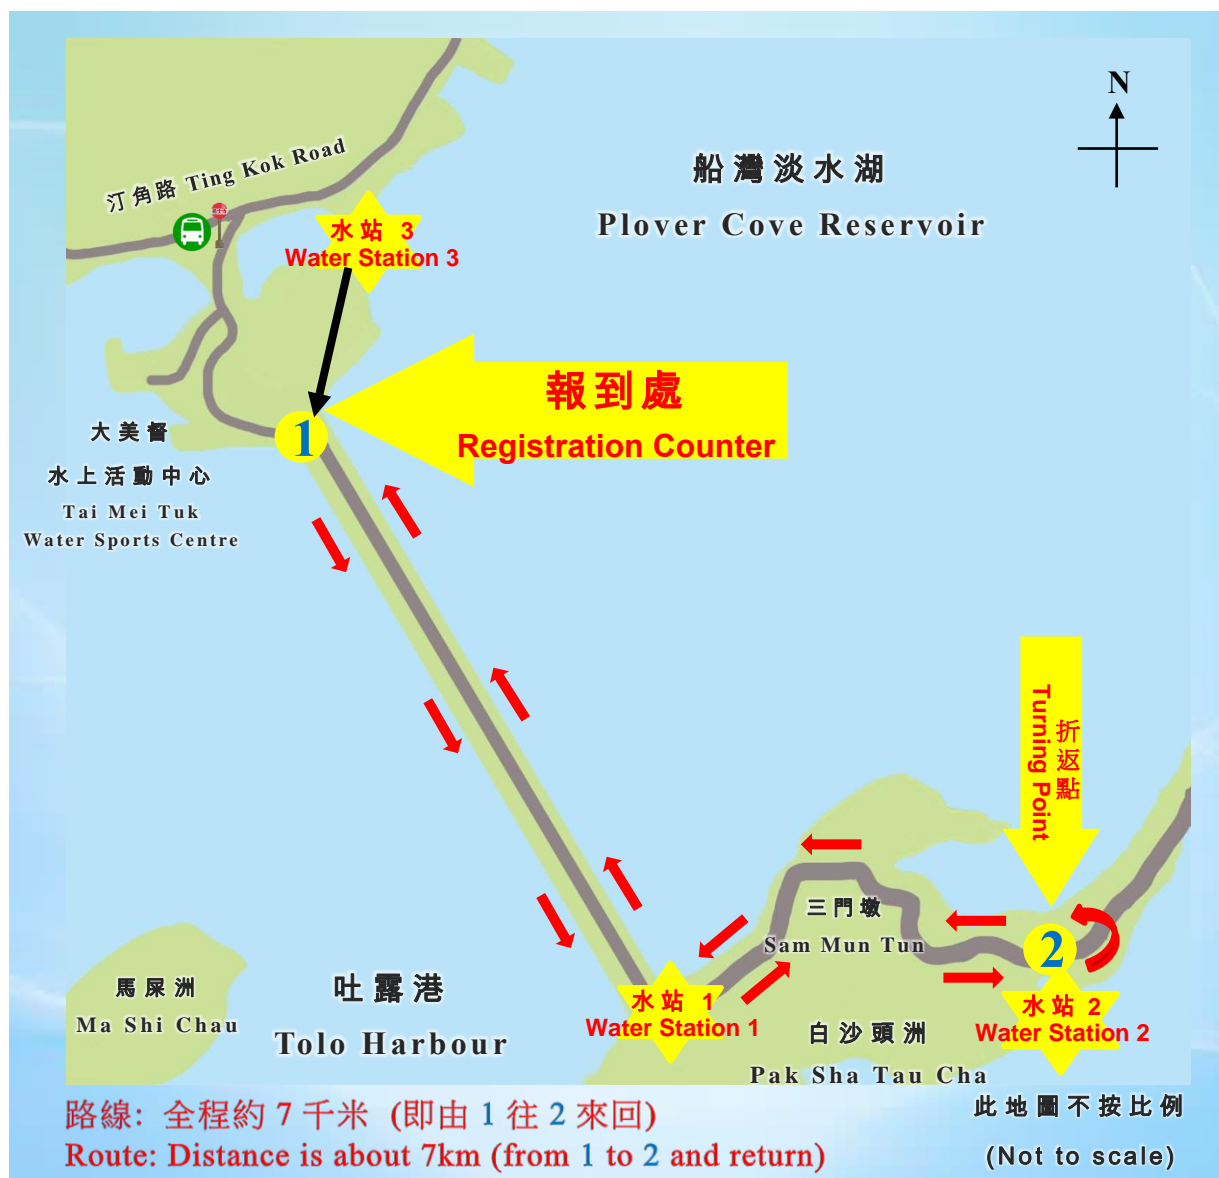 N
汀角路 Ting Kok Road
船灣淡水湖
Plover Cove Reservoir
水站 3
Water Station 3
報到處
Registration Counter
1
大美督
水上活動中心
Tai Mei Tuk
Water Sports Centre
折返點
Turning Point
三門墩
Sam Mun Tun
2
馬屎洲
Ma Shi Chau
吐露港
Tolo Harbour
水站 1
Water Station 1
水站 2
Water Station 2
白沙頭洲
Pak Sha Tau Cha
路線: 全程約 7 千米 (即由 1 往 2 來回)
Route: Distance is about 7km (from 1 to 2 and return)
此地圖不按比例
(Not to scale)